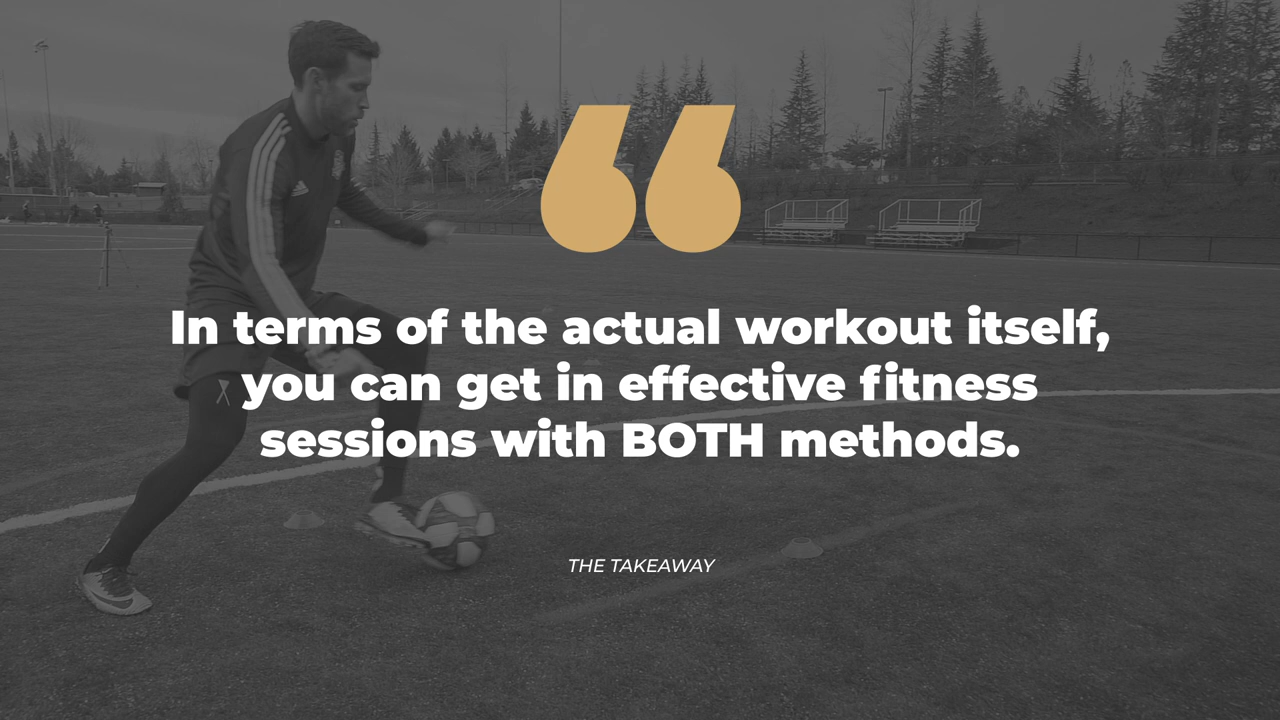 In terms of the actual workout itself,
you can get in effective fitness
sessions with BOTH methods.
THE TAKEAWAY